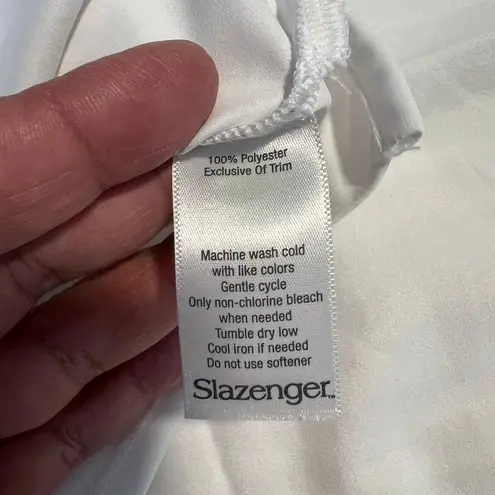 100% Polyester
Exclusive Of Trim
Machine wash cold
with like colors
Gentle cycle
Only non-chlorine bleach
when needed
Tumble dry low
Cool iron if needed
Do not use softener
Slazenger™